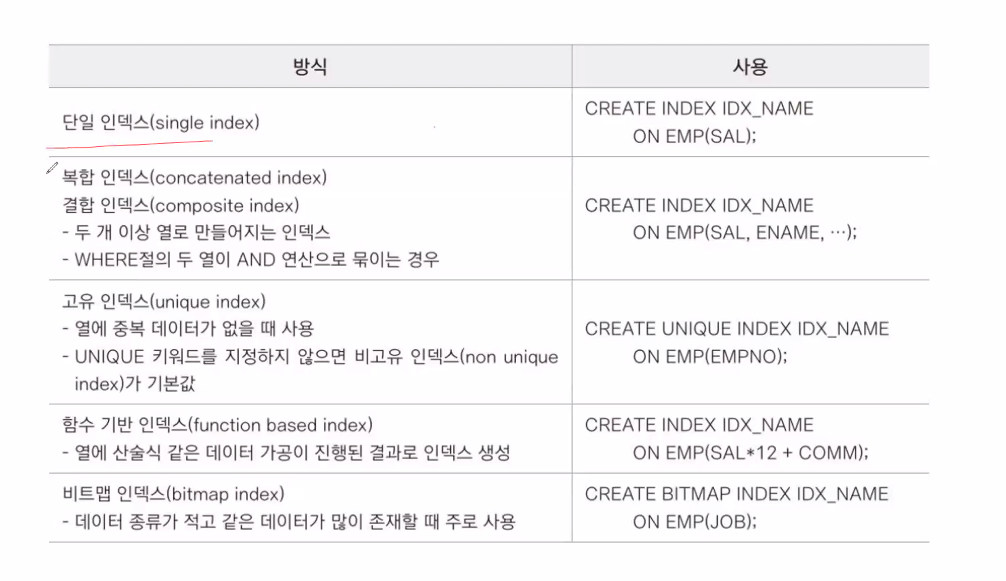 방식
사용
단일 인덱스(single index)
CREATE INDEX IDX_NAME
ON EMP(SAL);
복합 인덱스(concatenated index)
결합 인덱스(composite index)
- 두 개 이상 열로 만들어지는 인덱스
- WHERE절의 두 열이 AND 연산으로 묶이는 경우
CREATE INDEX IDX_NAME
ON EMP(SAL, ENAME, …);
고유 인덱스(unique index)
- 열에 중복 데이터가 없을 때 사용
- UNIQUE 키워드를 지정하지 않으면 비고유 인덱스(non unique
index)가 기본값
CREATE UNIQUE INDEX IDX_NAME
ON EMP(EMPNO);
함수 기반 인덱스(function based index)
- 열에 산술식 같은 데이터 가공이 진행된 결과로 인덱스 생성
CREATE INDEX IDX_NAME
ON EMP(SAL*12 + COMM);
비트맵 인덱스(bitmap index)
- 데이터 종류가 적고 같은 데이터가 많이 존재할 때 주로 사용
CREATE BITMAP INDEX IDX_NAME
ON EMP(JOB);